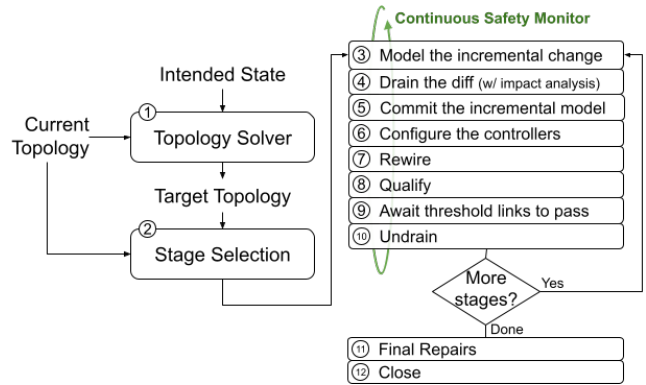 Continuous Safety Monitor
Intended State
Current
Topology
① Topology Solver
Target Topology
② Stage Selection
③ Model the incremental change
④ Drain the diff (w/ impact analysis)
⑤ Commit the incremental model
⑥ Configure the controllers
⑦ Rewire
⑧ Qualify
⑨ Await threshold links to pass
⑩ Undrain
More
stages?
Yes
Done
⑪ Final Repairs
⑫ Close